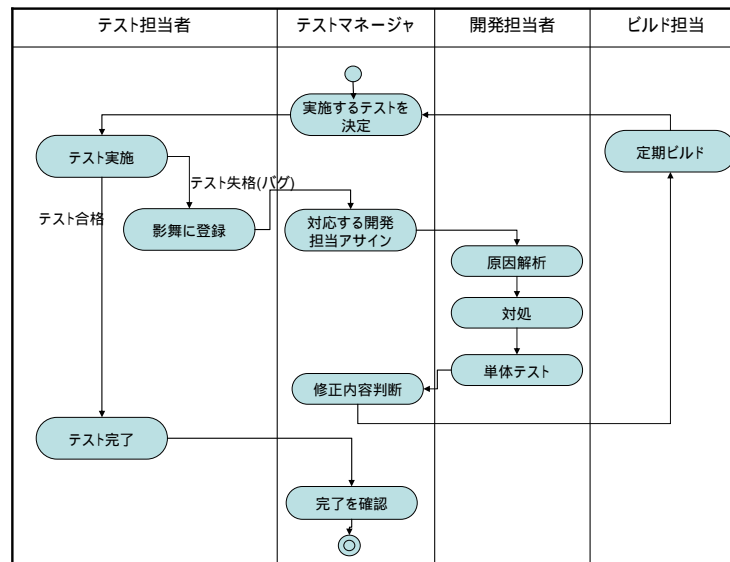 テスト担当者
テストマネージャ
開発担当者
ビルド担当
実施するテストを
決定
テスト実施
定期ビルド
テスト失格(バグ)
テスト合格
影舞に登録
対応する開発
担当アサイン
原因解析
対処
単体テスト
修正内容判断
テスト完了
完了を確認